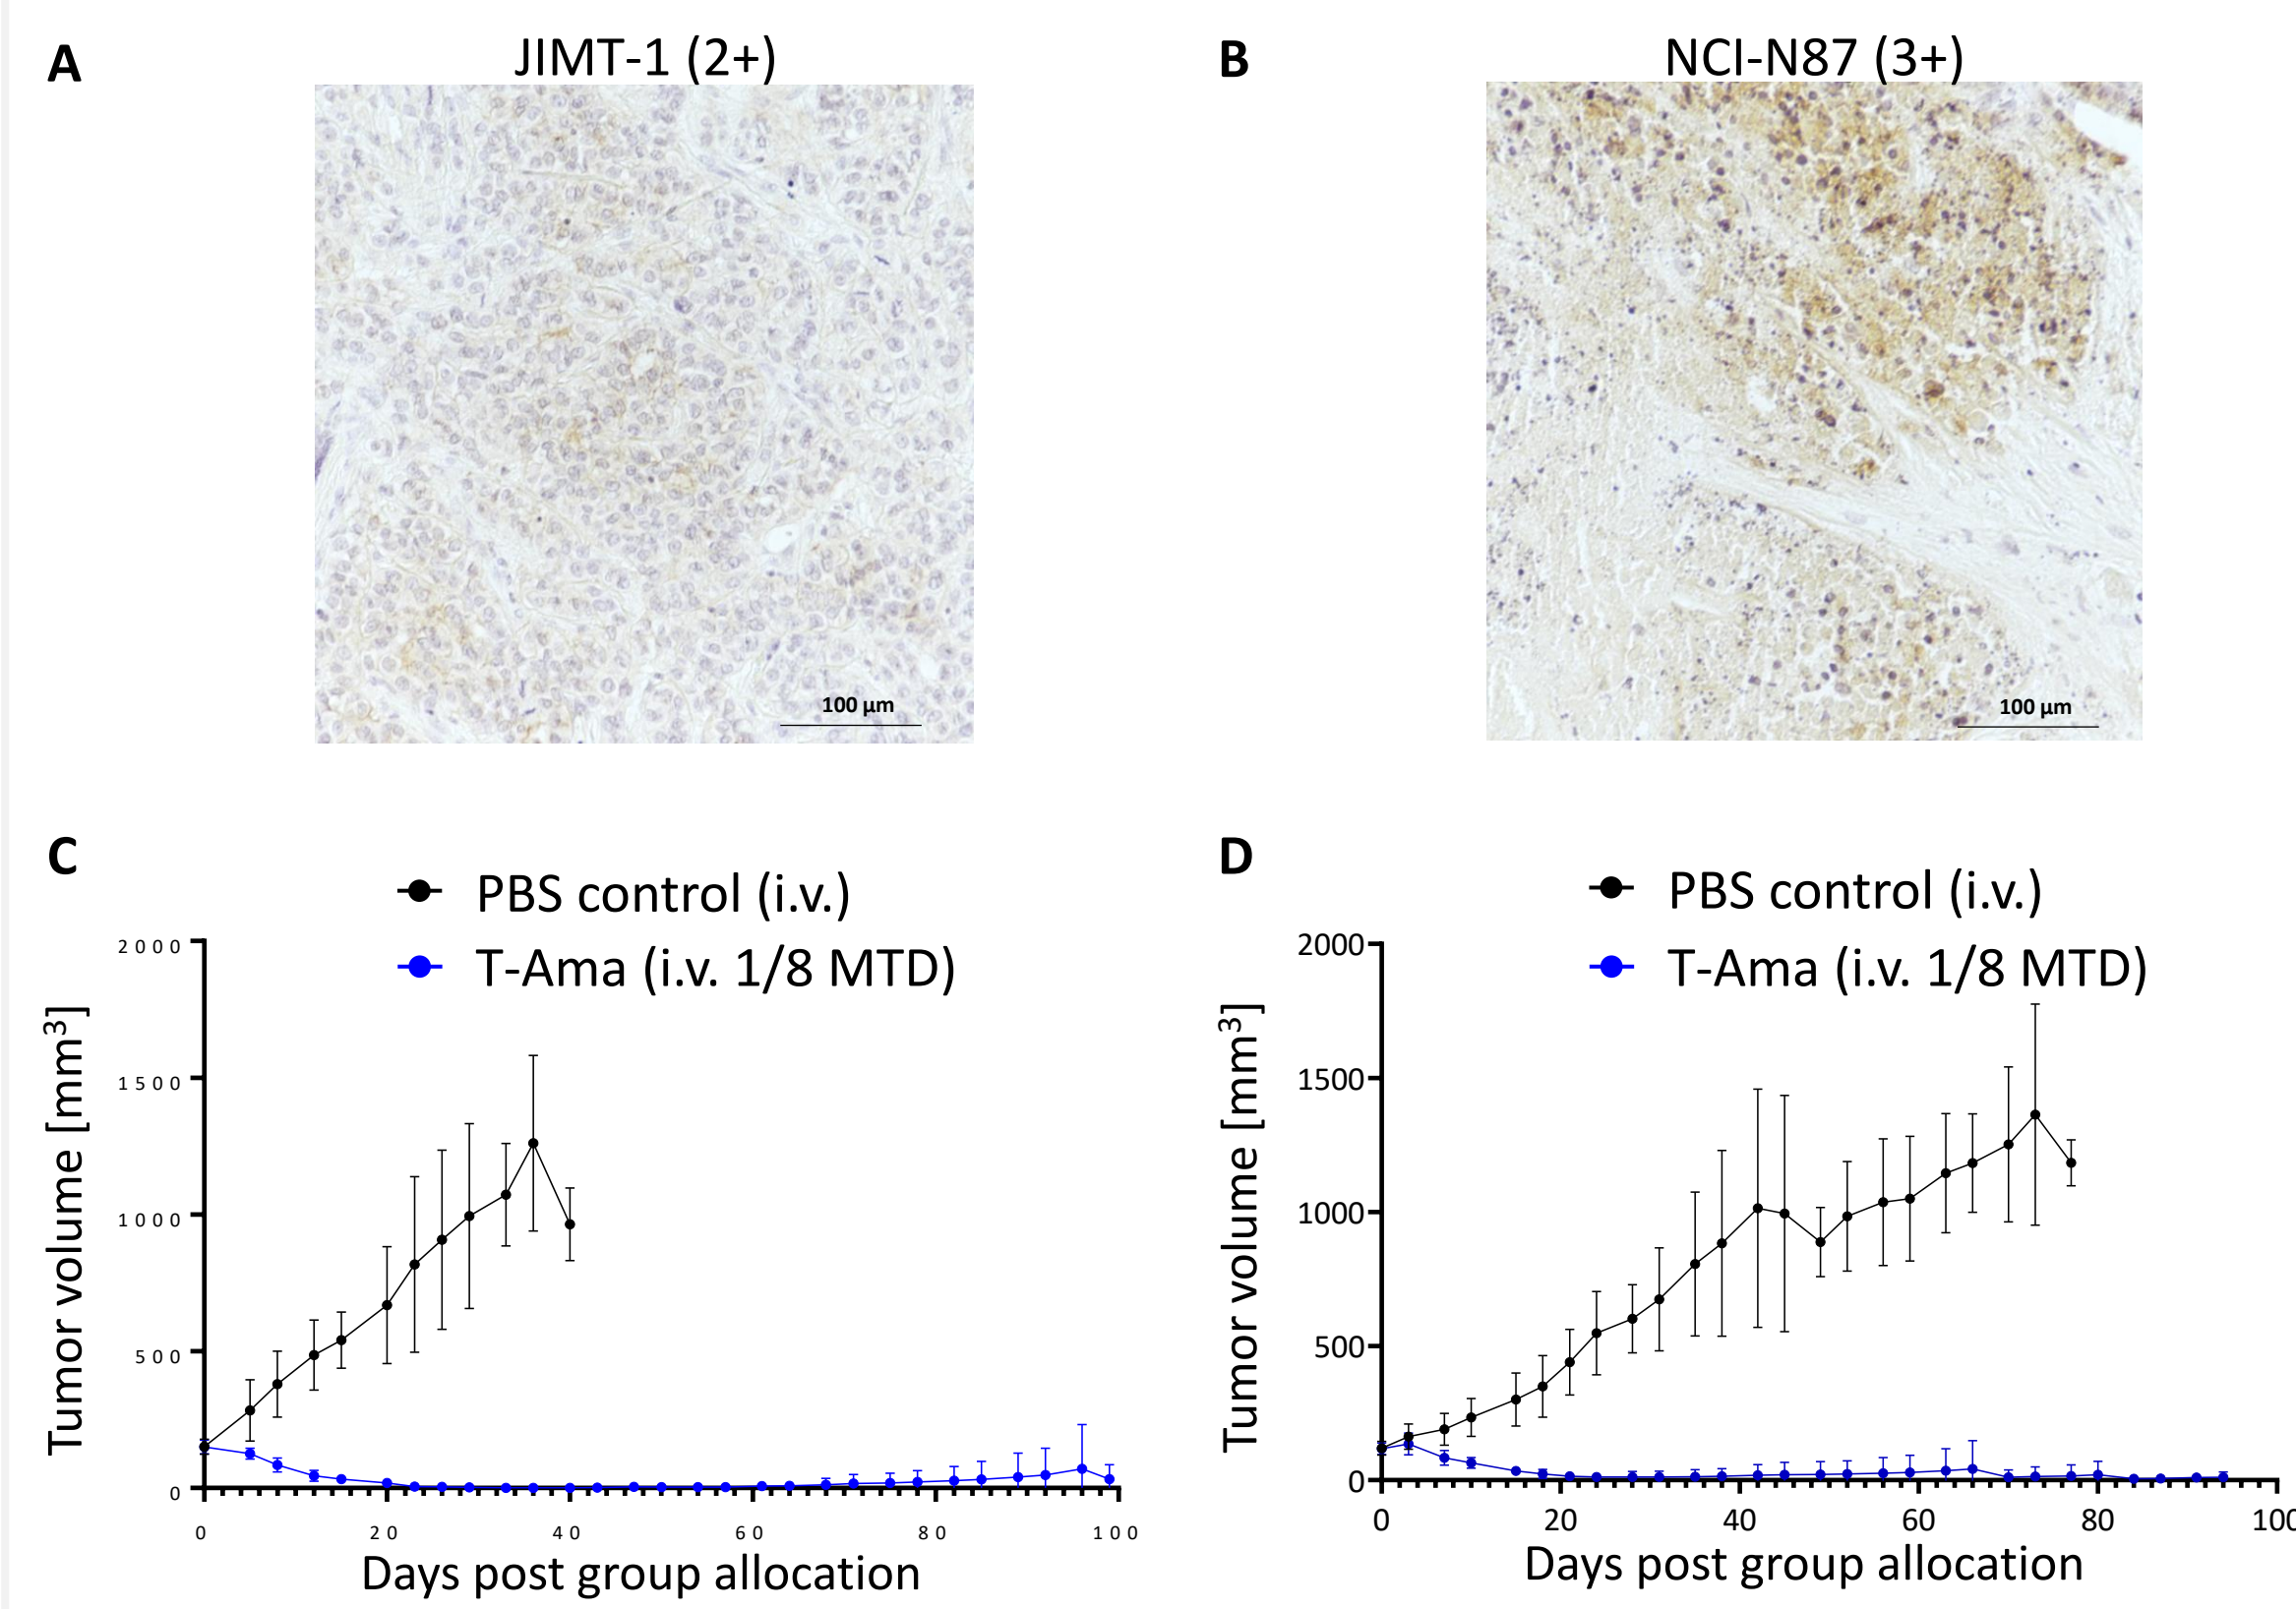 A
JIMT-1 (2+)
100 µm
B
NCI-N87 (3+)
100 µm
C
PBS control (i.v.)
T-Ama (i.v. 1/8 MTD)
Tumor volume [mm³]
2000
1500
1000
500
0
0 20 40 60 80 100
Days post group allocation
D
PBS control (i.v.)
T-Ama (i.v. 1/8 MTD)
Tumor volume [mm³]
2000
1500
1000
500
0
0 20 40 60 80 100
Days post group allocation